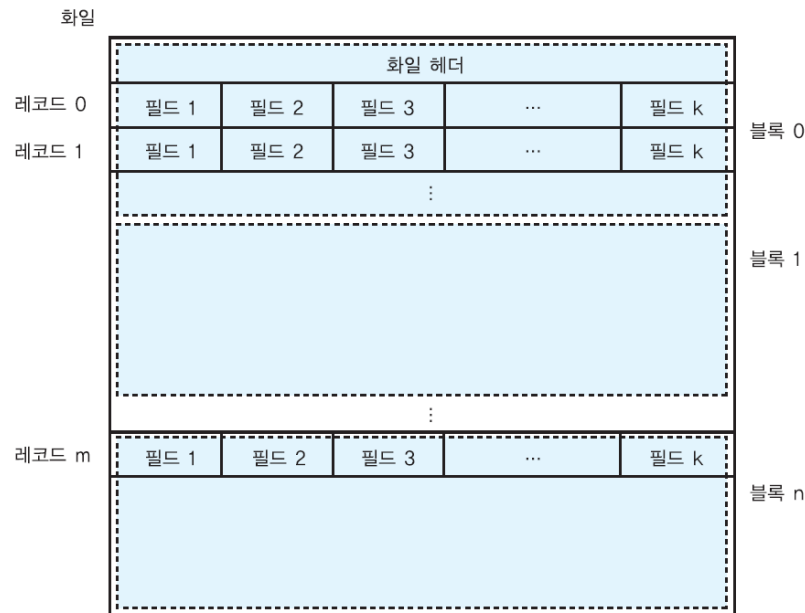 화일
화일 헤더
레코드 0 필드 1 필드 2 필드 3 … 필드 k
블록 0
레코드 1 필드 1 필드 2 필드 3 … 필드 k
⋮
블록 1
⋮
레코드 m 필드 1 필드 2 필드 3 … 필드 k
블록 n